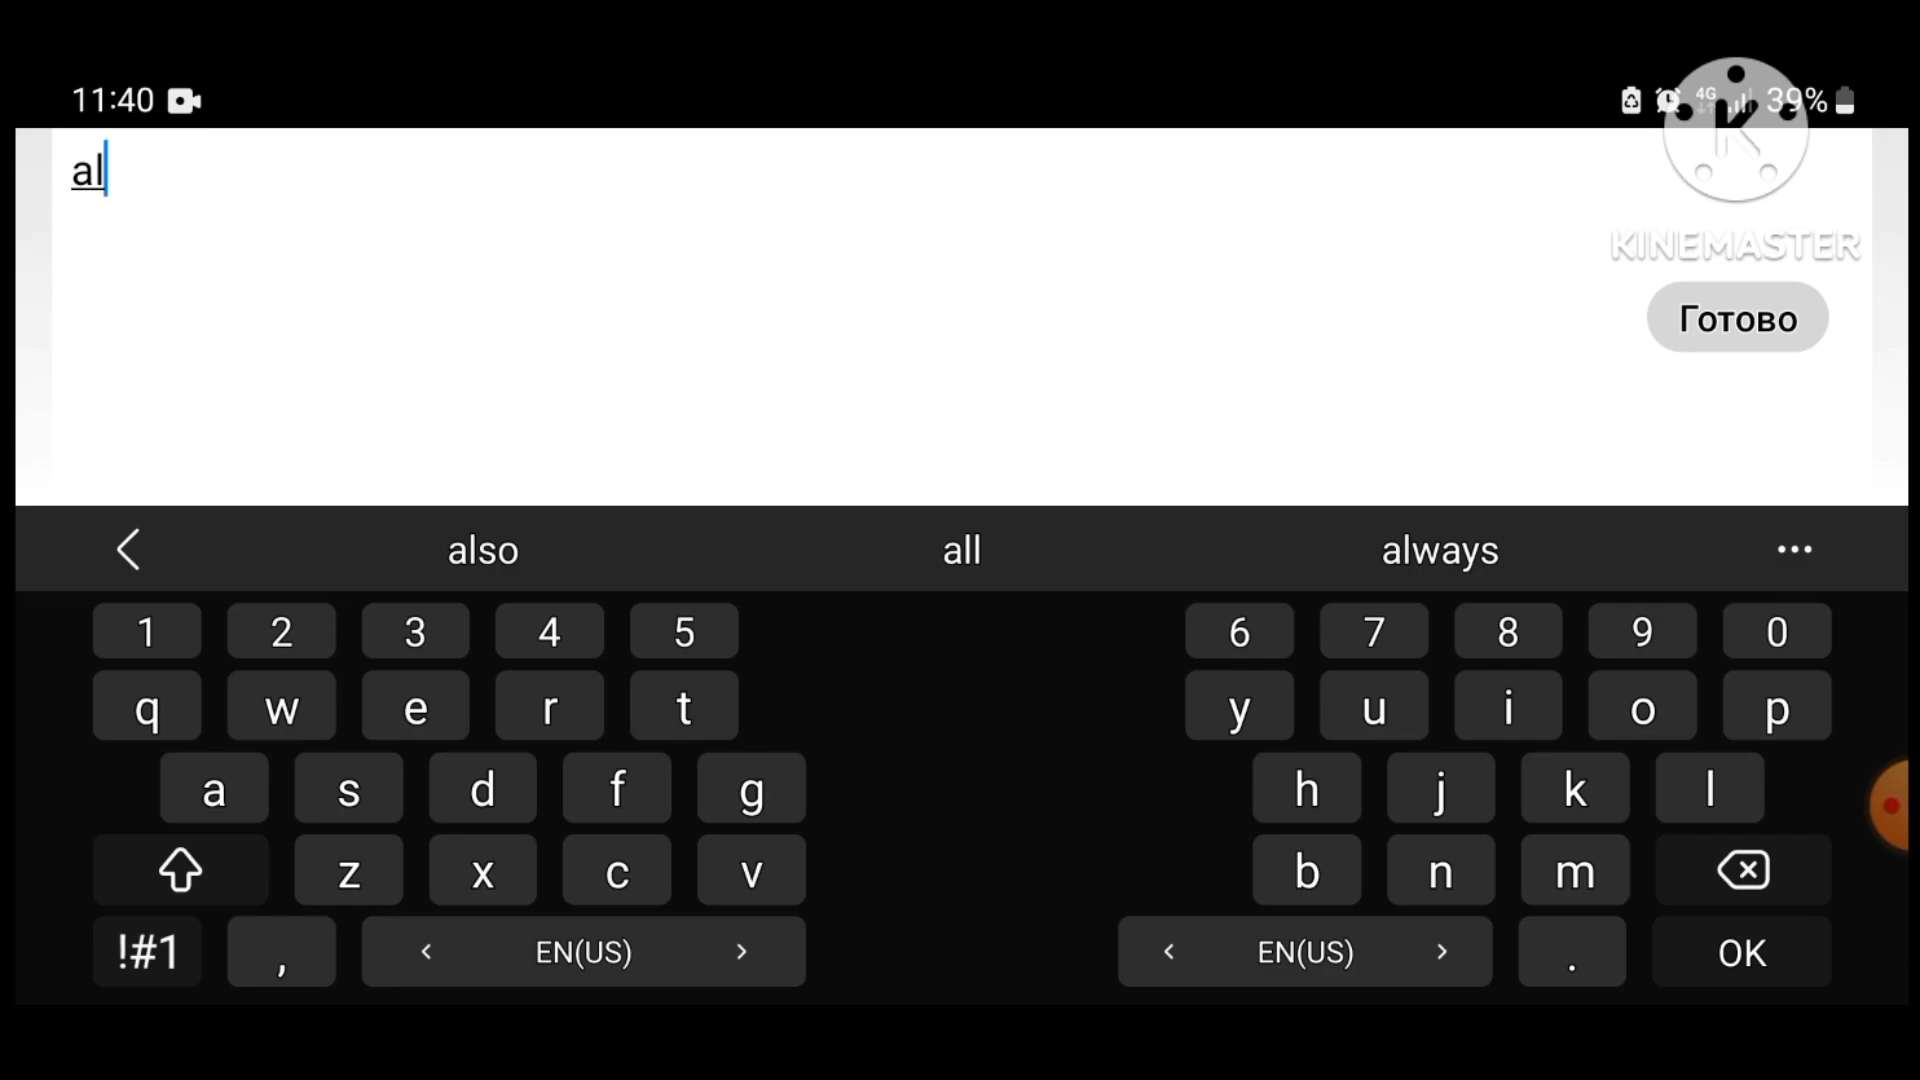 11:40 4G 39%
al
KINEMASTER
Готово
also all always
1 2 3 4 5 6 7 8 9 0
q w e r t y u i o p
a s d f g h j k l
z x c v b n m
!#1 , < EN(US) > < EN(US) > . OK